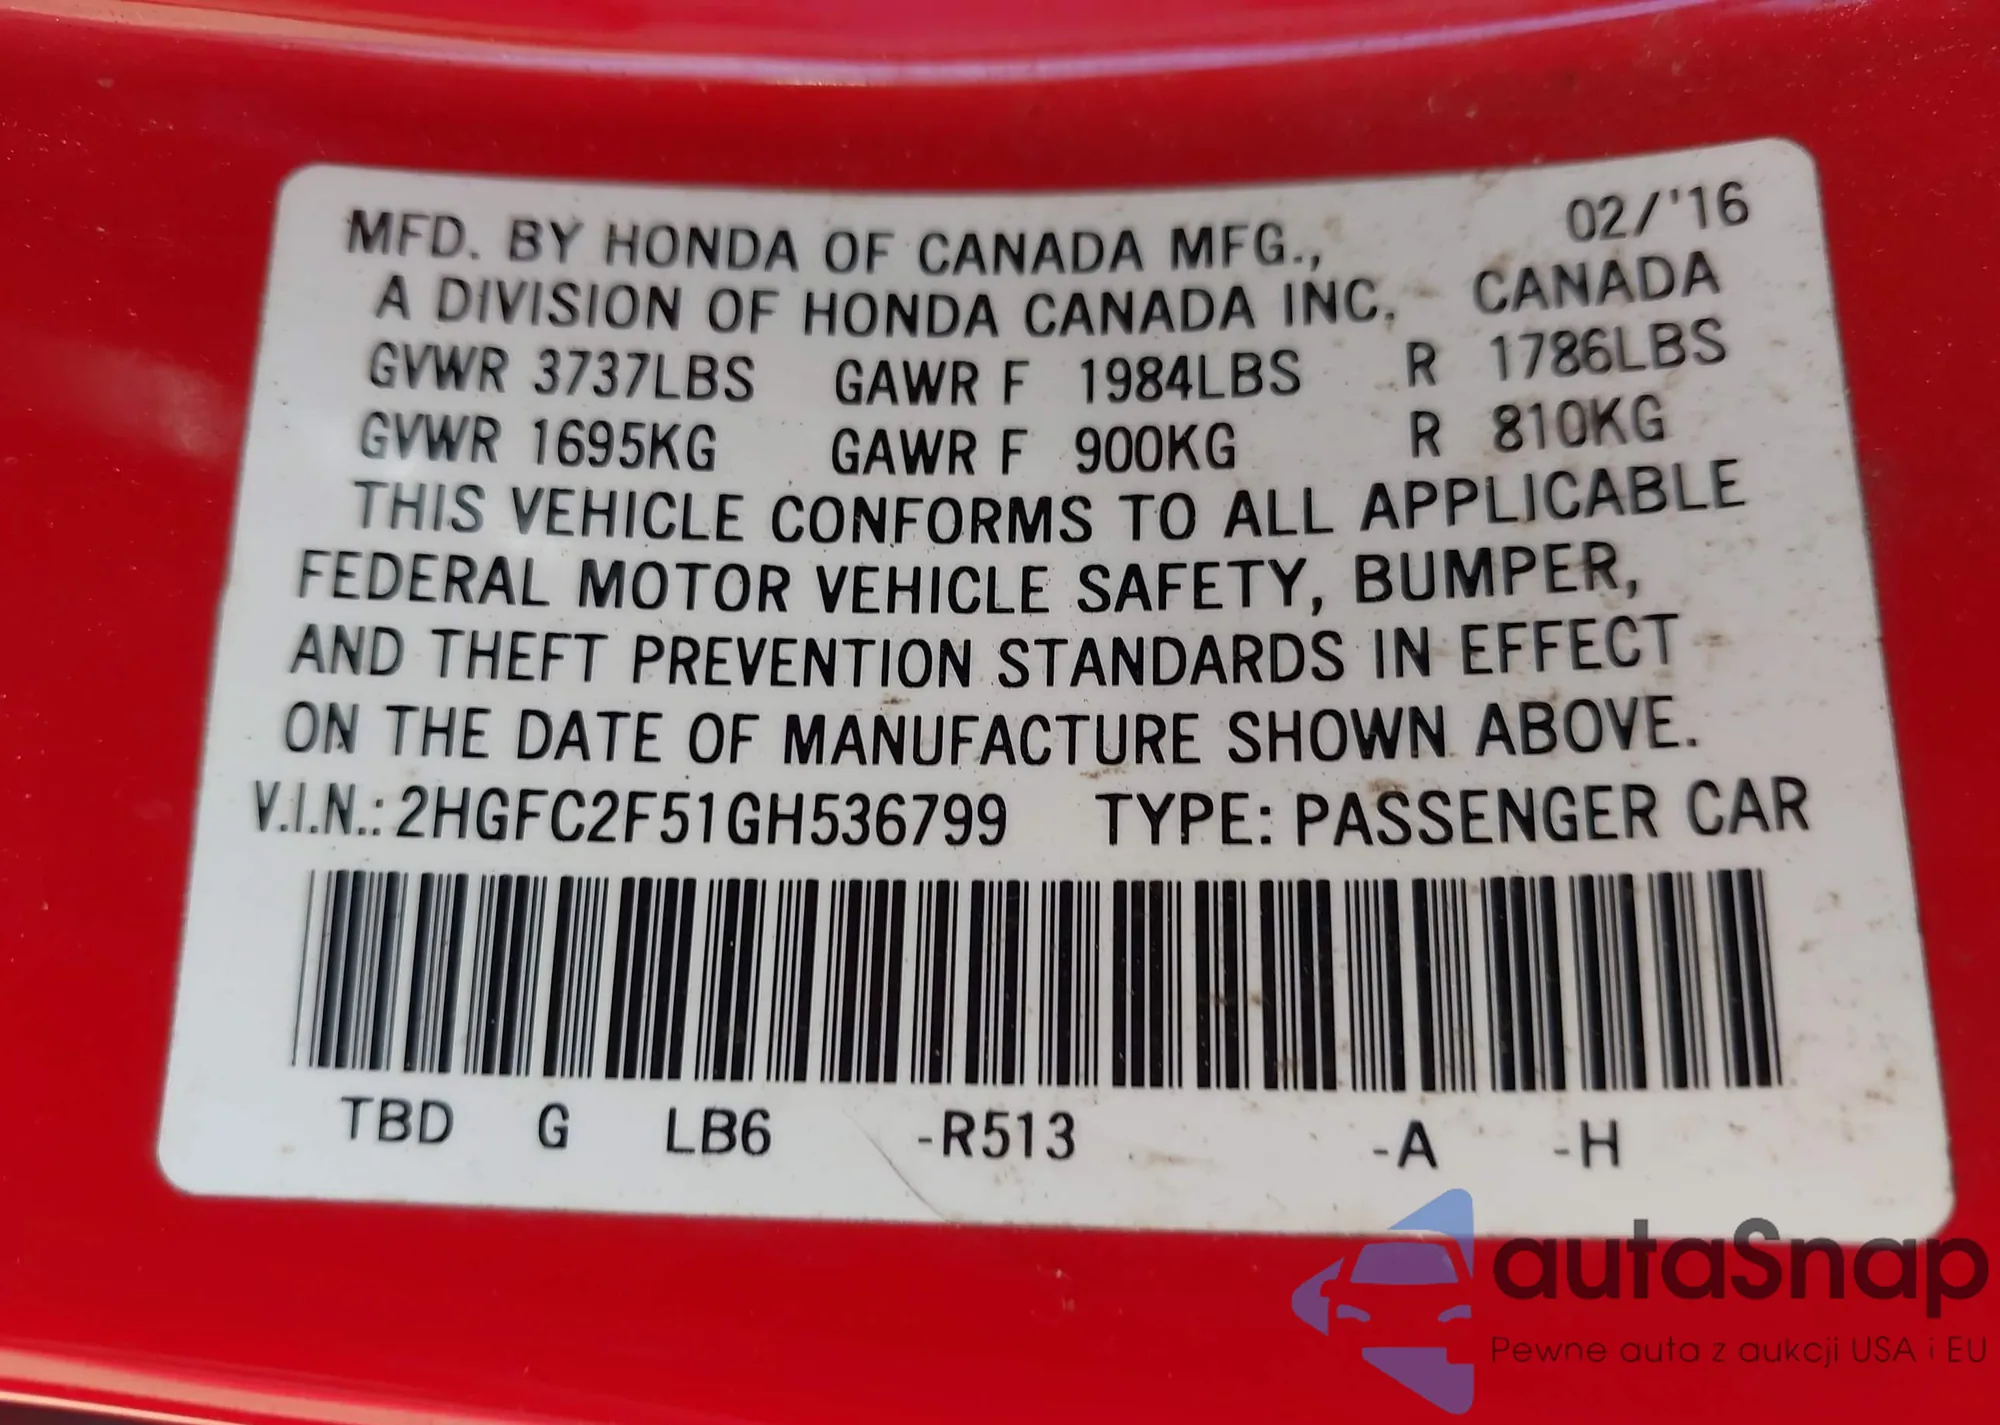 MFD. BY HONDA OF CANADA MFG., 02/'16
A DIVISION OF HONDA CANADA INC. CANADA
GVWR 3737LBS GAWR F 1984LBS R 1786LBS
GVWR 1695KG GAWR F 900KG R 810KG
THIS VEHICLE CONFORMS TO ALL APPLICABLE
FEDERAL MOTOR VEHICLE SAFETY, BUMPER,
AND THEFT PREVENTION STANDARDS IN EFFECT
ON THE DATE OF MANUFACTURE SHOWN ABOVE.
V.I.N.: 2HGFC2F51GH536799 TYPE: PASSENGER CAR
TBD G LB6 -R513 -A -H
autaSnap
Pewne auta z aukcji USA i EU